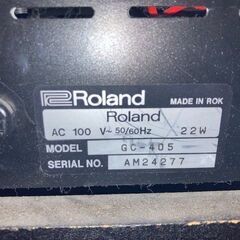 Roland MADE IN ROK
Roland
AC 100 V~ 50/60Hz 22W
MODEL GC-405
SERIAL NO. AM24277